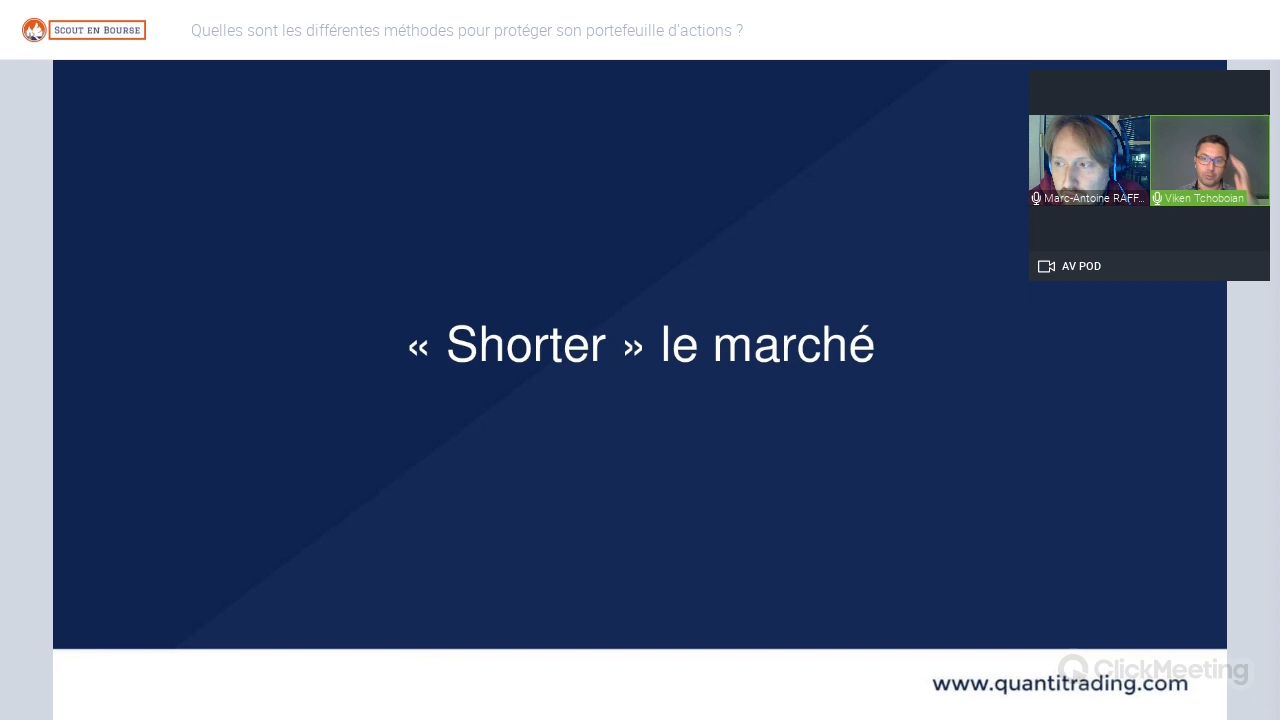 SCOUT EN BOURSE
Quelles sont les différentes méthodes pour protéger son portefeuille d'actions ?
Marc-Antoine RAFF...
Viken Tchoboian
AV POD
« Shorter » le marché
ClickMeeting
www.quantitrading.com